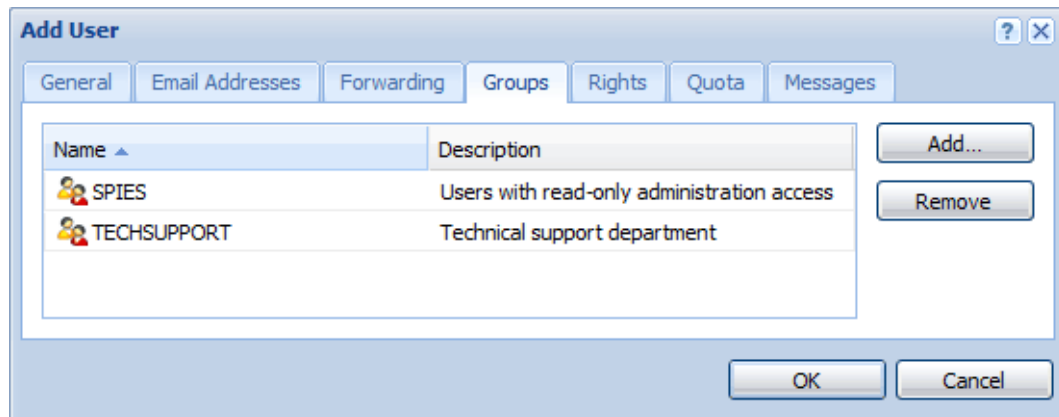 Add User
General Email Addresses Forwarding Groups Rights Quota Messages
Name Description
SPIES Users with read-only administration access
TECHSUPPORT Technical support department
Add...
Remove
OK Cancel